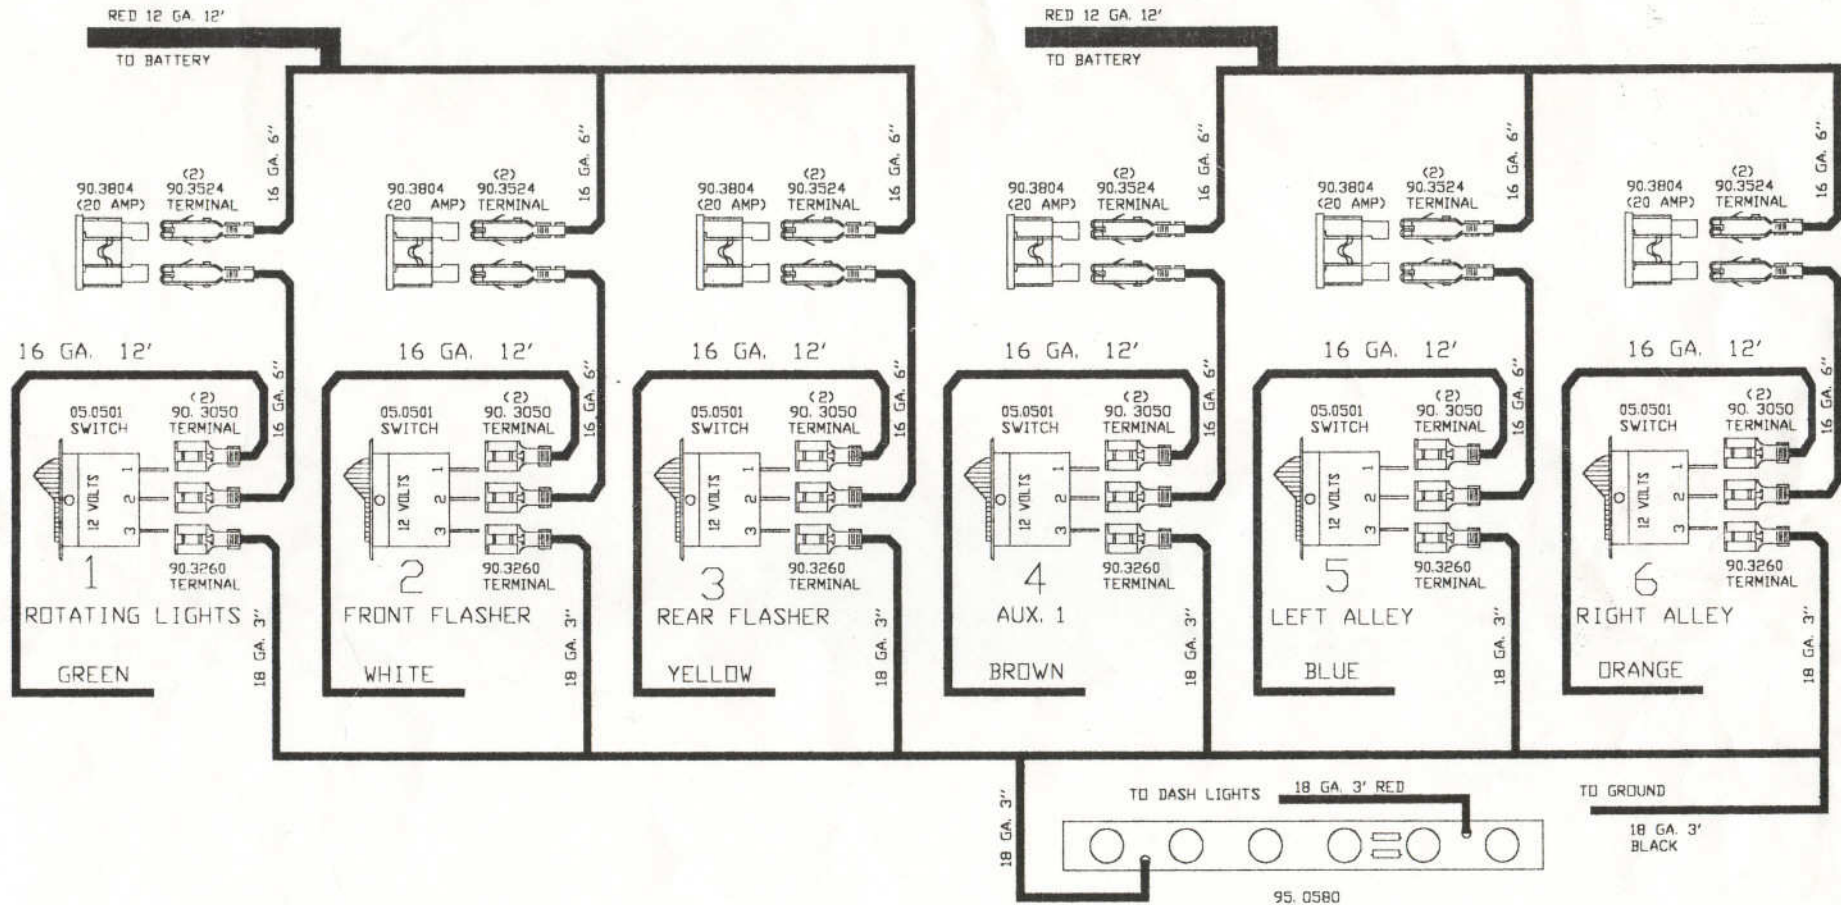 RED 12 GA. 12'
TO BATTERY
RED 12 GA. 12'
TO BATTERY
16 GA. 6"
16 GA. 6"
16 GA. 6"
16 GA. 6"
16 GA. 6"
16 GA. 6"
90.3804
(20 AMP)
(2)
90.3524
TERMINAL
90.3804
(20 AMP)
(2)
90.3524
TERMINAL
90.3804
(20 AMP)
(2)
90.3524
TERMINAL
90.3804
(20 AMP)
(2)
90.3524
TERMINAL
90.3804
(20 AMP)
(2)
90.3524
TERMINAL
90.3804
(20 AMP)
(2)
90.3524
TERMINAL
16 GA. 12'
16 GA. 12'
16 GA. 12'
16 GA. 12'
16 GA. 12'
16 GA. 12'
16 GA. 6"
16 GA. 6"
16 GA. 6"
16 GA. 6"
16 GA. 6"
16 GA. 6"
05.0501
SWITCH
(2)
90. 3050
TERMINAL
12 VOLTS
1
2
3
90.3260
TERMINAL
1
ROTATING LIGHTS
GREEN
18 GA. 3"
05.0501
SWITCH
(2)
90. 3050
TERMINAL
12 VOLTS
1
2
3
90.3260
TERMINAL
2
FRONT FLASHER
WHITE
18 GA. 3"
05.0501
SWITCH
(2)
90. 3050
TERMINAL
12 VOLTS
1
2
3
90.3260
TERMINAL
3
REAR FLASHER
YELLOW
18 GA. 3"
05.0501
SWITCH
(2)
90. 3050
TERMINAL
12 VOLTS
1
2
3
90.3260
TERMINAL
4
AUX. 1
BROWN
18 GA. 3"
05.0501
SWITCH
(2)
90. 3050
TERMINAL
12 VOLTS
1
2
3
90.3260
TERMINAL
5
LEFT ALLEY
BLUE
18 GA. 3"
05.0501
SWITCH
(2)
90. 3050
TERMINAL
12 VOLTS
1
2
3
90.3260
TERMINAL
6
RIGHT ALLEY
ORANGE
18 GA. 3"
18 GA. 3"
TO DASH LIGHTS
18 GA. 3' RED
95. 0580
TO GROUND
18 GA. 3'
BLACK